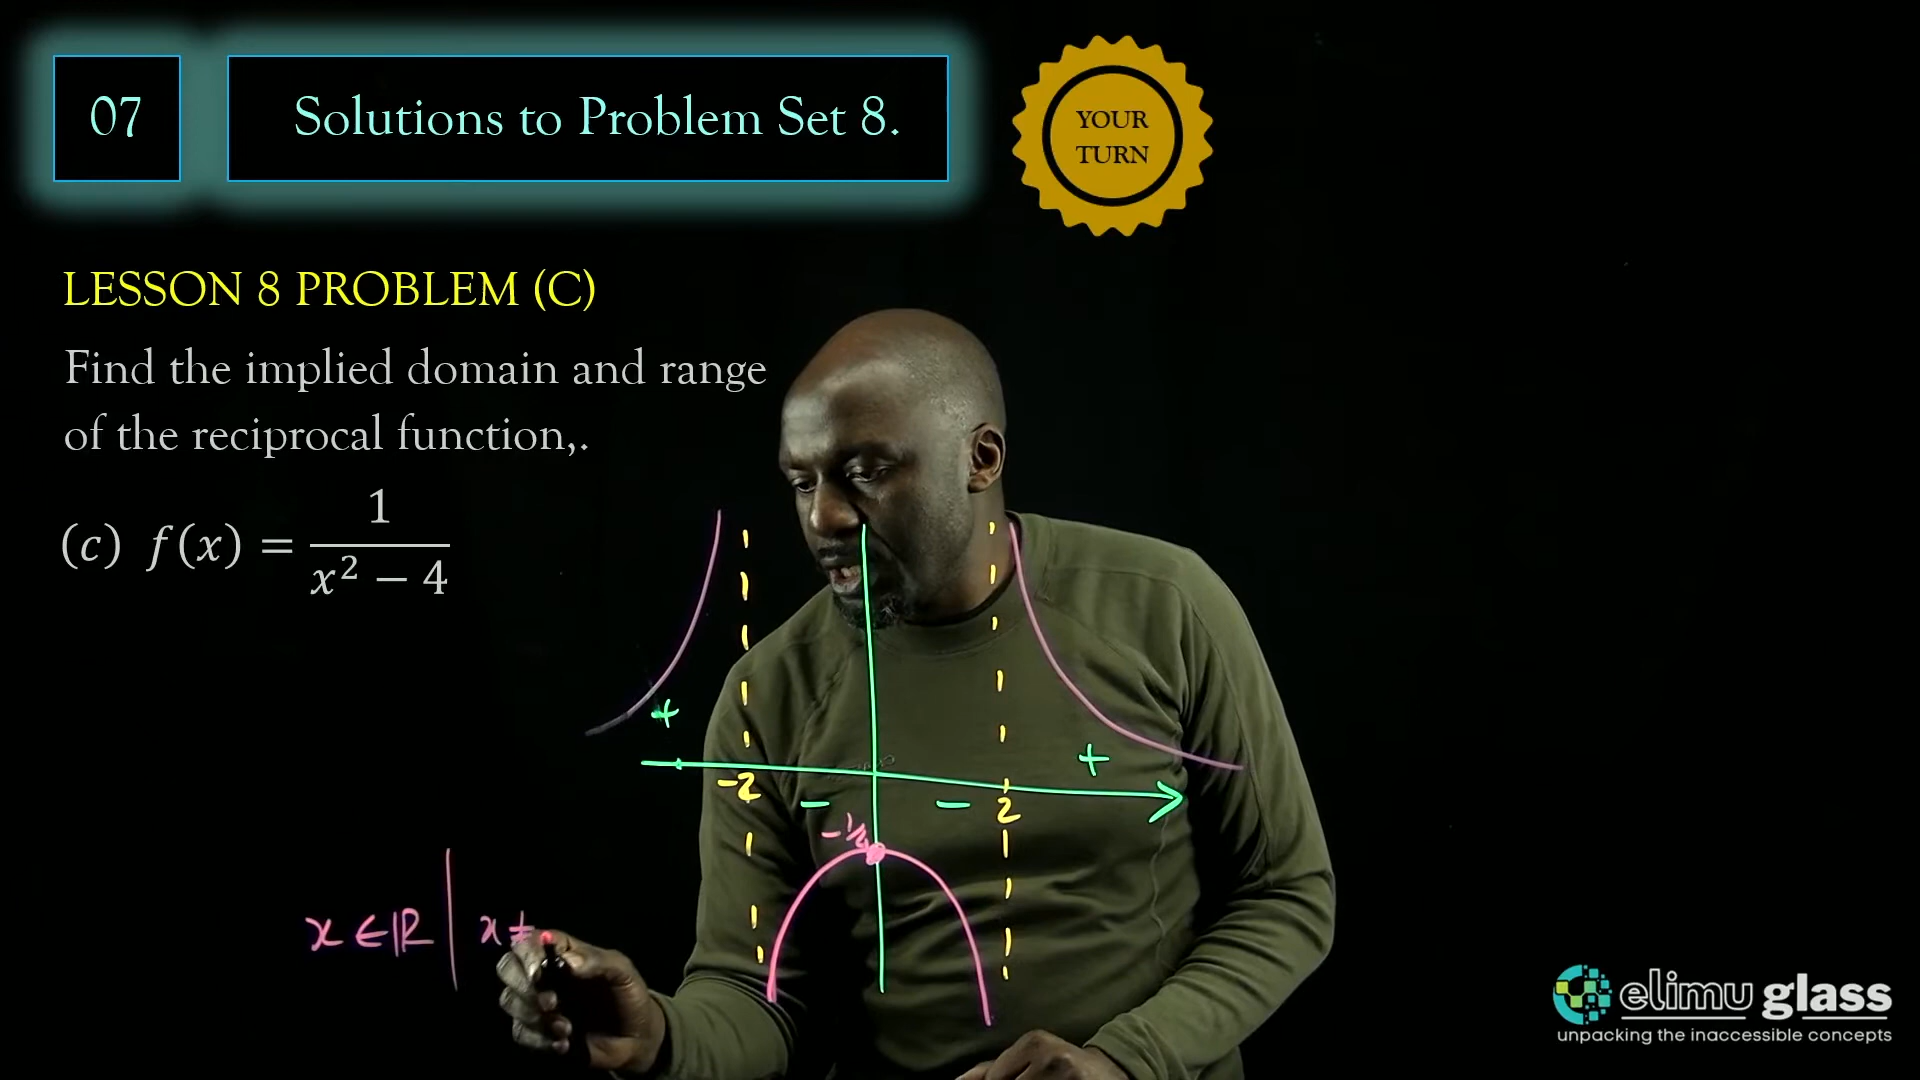 07
Solutions to Problem Set 8.
YOUR
TURN
LESSON 8 PROBLEM (C)
Find the implied domain and range
of the reciprocal function,.
(c) f(x) = 1/(x² − 4)
+
+
-2
−
−
2
-1/4
x ∈ ℝ | x ≠
elimu glass
unpacking the inaccessible concepts